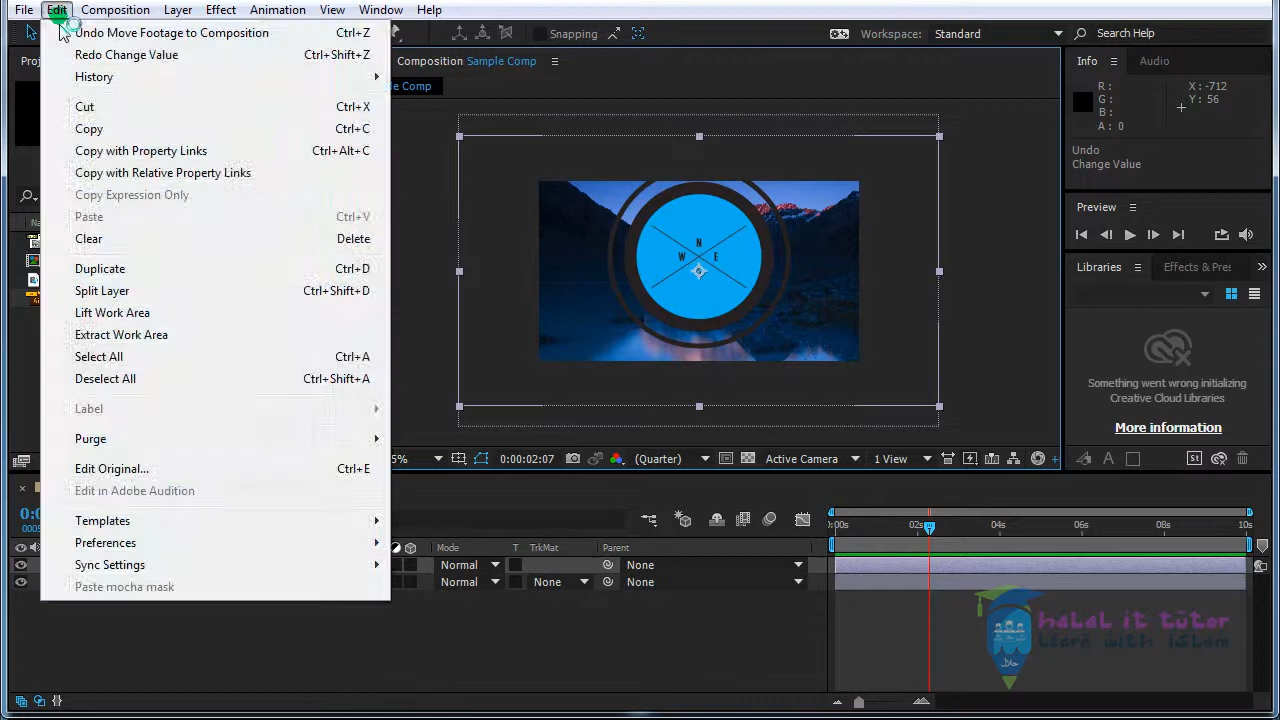 File Edit Composition Layer Effect Animation View Window Help
Snapping Workspace: Standard Search Help
Undo Move Footage to Composition Ctrl+Z
Redo Change Value Ctrl+Shift+Z
History
Cut Ctrl+X
Copy Ctrl+C
Copy with Property Links Ctrl+Alt+C
Copy with Relative Property Links
Copy Expression Only
Paste Ctrl+V
Clear Delete
Duplicate Ctrl+D
Split Layer Ctrl+Shift+D
Lift Work Area
Extract Work Area
Select All Ctrl+A
Deselect All Ctrl+Shift+A
Label
Purge
Edit Original... Ctrl+E
Edit in Adobe Audition
Templates
Preferences
Sync Settings
Paste mocha mask
Composition Sample Comp
le Comp
N
W E
Info Audio
R :
G :
B :
A : 0
X : -712
Y : 56
Undo
Change Value
Preview
Libraries Effects & Pres
Something went wrong initializing
Creative Cloud Libraries
More information
5% 0:00:02:07 (Quarter) Active Camera 1 View
0:00s 02s 04s 06s 08s 10s
Mode T TrkMat Parent
Normal None
Normal None None
halal it tutor
Learn with islam
حلال